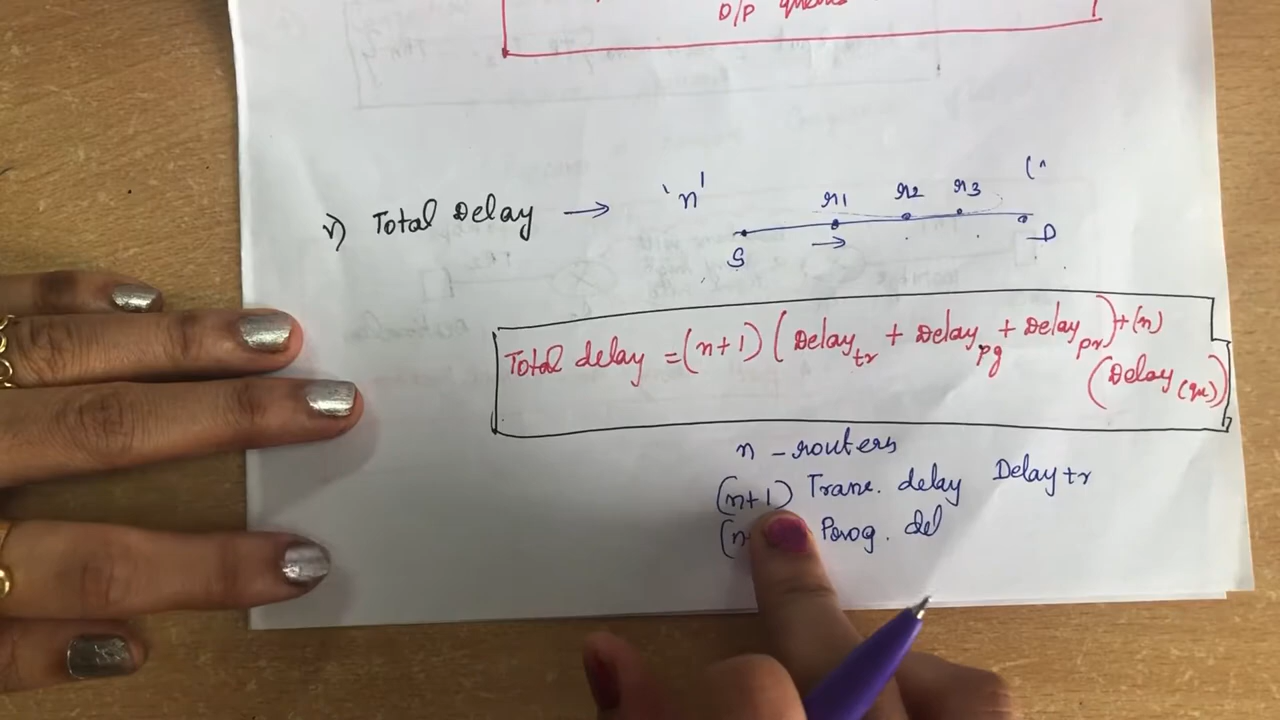 O/P queue
v) Total Delay → 'n'
r1 r2 r3
S D
Total delay = (n+1) (Delay tr + Delay pg + Delay pr) + (n)
(Delay (qu))
n - routers
(n+1) Trans. delay Delay tr
Prog. del